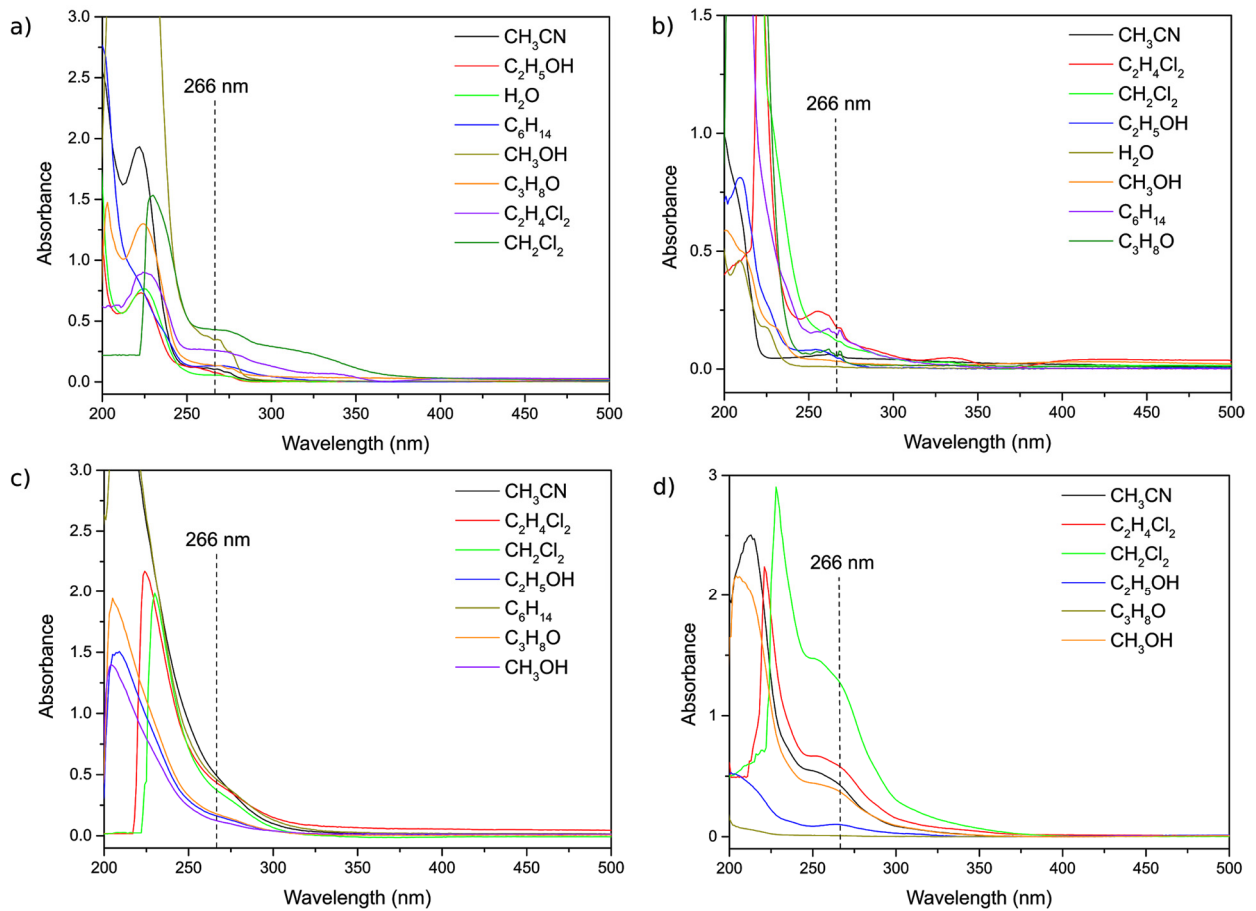 a)
3.0
2.5
2.0
1.5
1.0
0.5
0.0
Absorbance
266 nm
CH₃CN
C₂H₅OH
H₂O
C₆H₁₄
CH₃OH
C₃H₈O
C₂H₄Cl₂
CH₂Cl₂
200 250 300 350 400 450 500
Wavelength (nm)
b)
1.5
1.0
0.5
0.0
Absorbance
266 nm
CH₃CN
C₂H₄Cl₂
CH₂Cl₂
C₂H₅OH
H₂O
CH₃OH
C₆H₁₄
C₃H₈O
200 250 300 350 400 450 500
Wavelength (nm)
c)
3.0
2.5
2.0
1.5
1.0
0.5
0.0
Absorbance
266 nm
CH₃CN
C₂H₄Cl₂
CH₂Cl₂
C₂H₅OH
C₆H₁₄
C₃H₈O
CH₃OH
200 250 300 350 400 450 500
Wavelength (nm)
d)
3
2
1
0
Absorbance
266 nm
CH₃CN
C₂H₄Cl₂
CH₂Cl₂
C₂H₅OH
C₃H₈O
CH₃OH
200 250 300 350 400 450 500
Wavelength (nm)